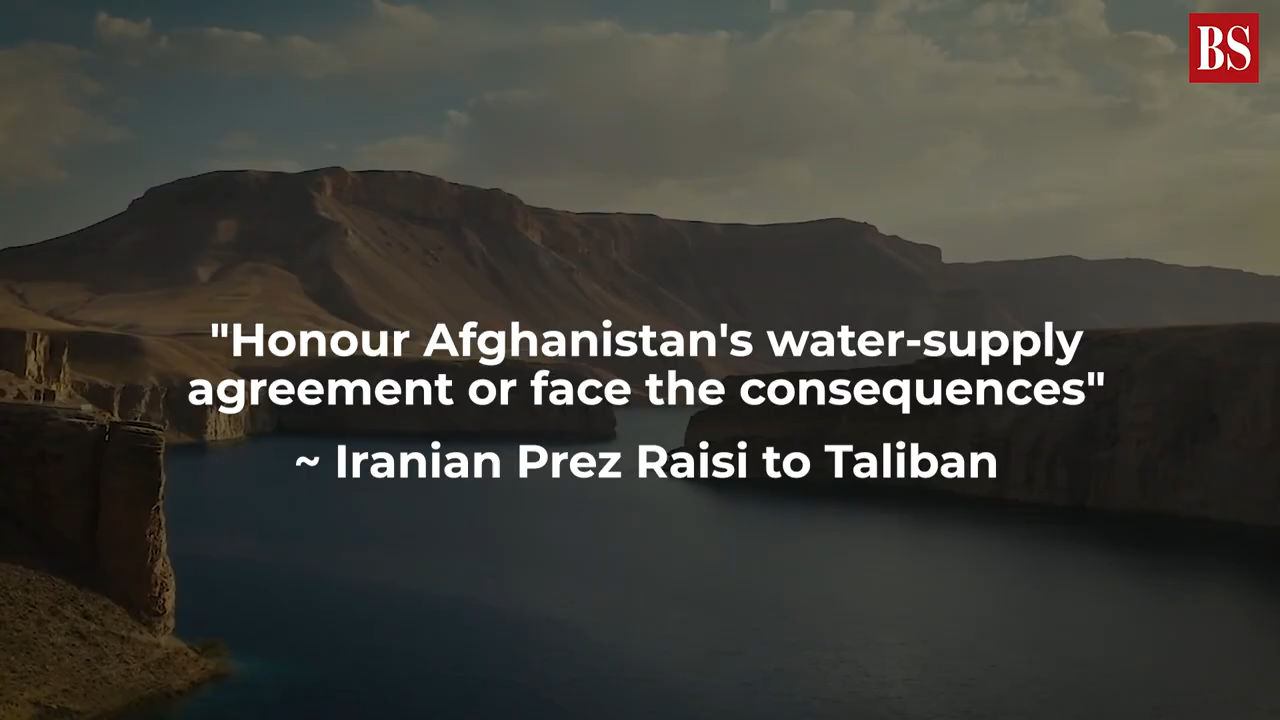 BS
"Honour Afghanistan's water-supply
agreement or face the consequences"
~ Iranian Prez Raisi to Taliban